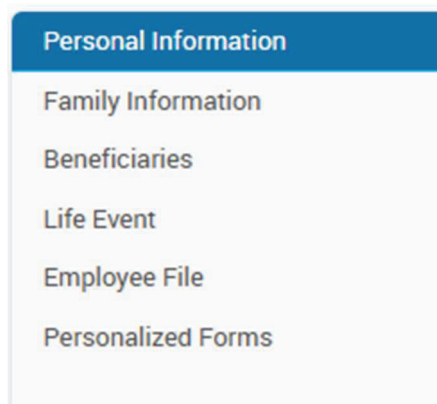 Personal Information
Family Information
Beneficiaries
Life Event
Employee File
Personalized Forms